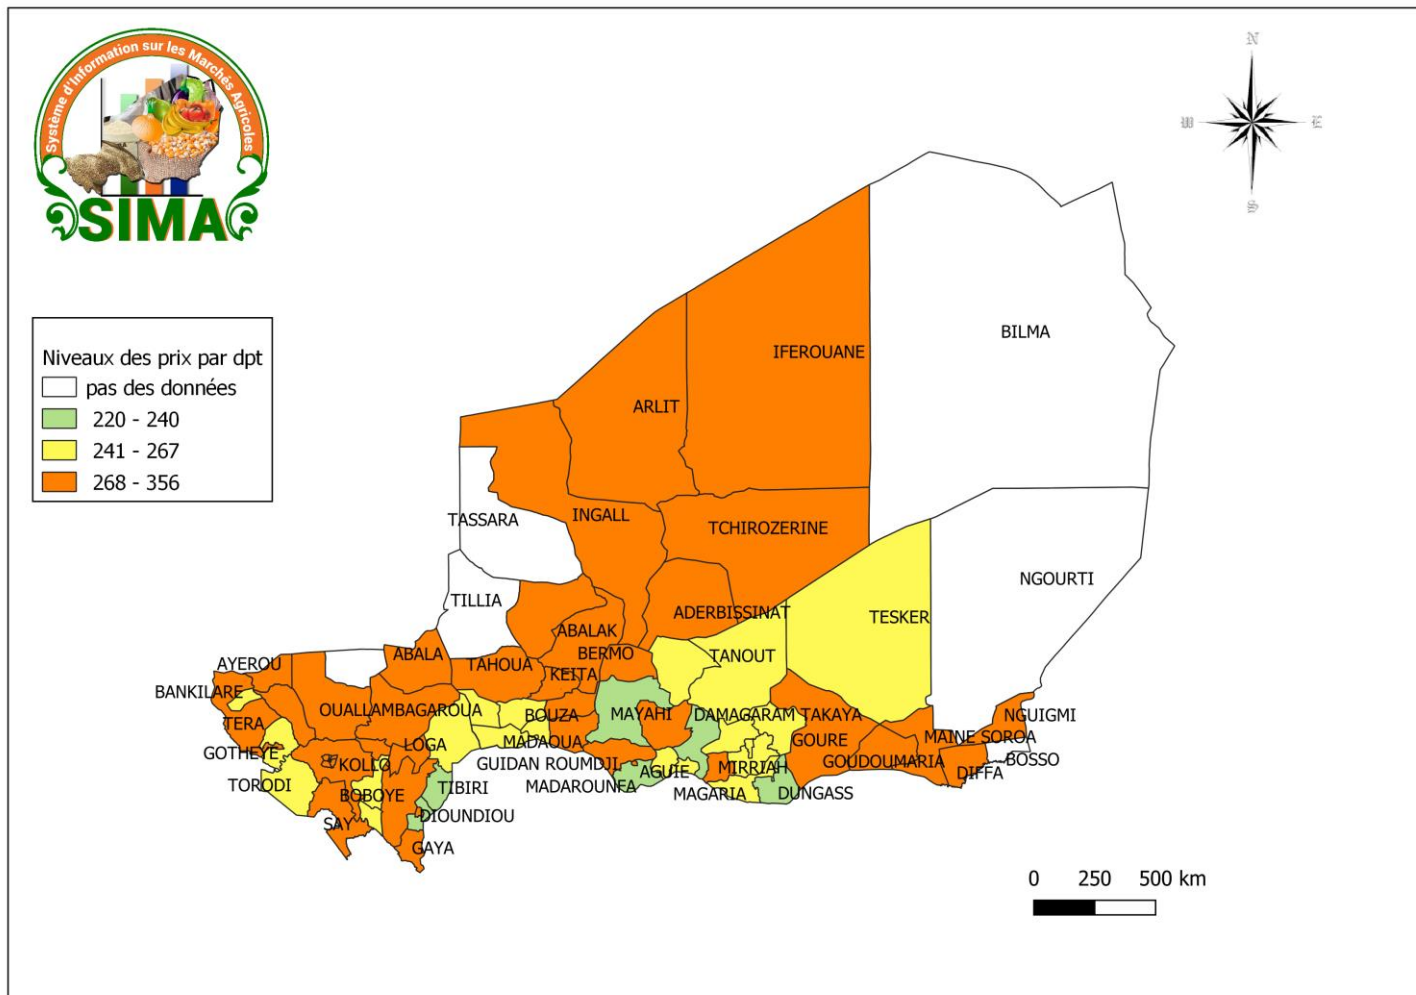 Système d'Information sur les Marchés Agricoles
SIMA
N
W
E
S
Niveaux des prix par dpt
pas des données
220 - 240
241 - 267
268 - 356
BILMA
IFEROUANE
ARLIT
TASSARA
INGALL
TCHIROZERINE
NGOURTI
TILLIA
ADERBISSINAT
TESKER
ABALAK
ABALA
BERMO
TANOUT
AYEROU
TAHOUA
KEITA
BANKILARE
OUALLAMBAGAROUA
BOUZA
MAYAHI
DAMAGARAM TAKAYA
NGUIGMI
TERA
MADAOUA
GOURE
MAINE SOROA
GOTHEYE
LOGA
KOLLO
GUIDAN ROUMDJI
AGUIE
MIRRIAH
GOUDOUMARIA
BOSSO
DIFFA
TORODI
BOBOYE
TIBIRI
MADAROUNFA
MAGARIA
DUNGASS
SAY
DIOUNDIOU
GAYA
0 250 500 km